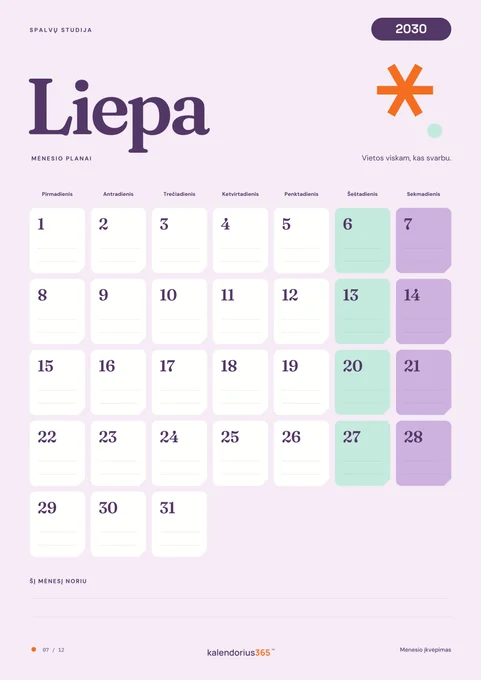 SPALVŲ STUDIJA
2030
Liepa
MĖNESIO PLANAI
Vietos viskam, kas svarbu.
Pirmadienis Antradienis Trečiadienis Ketvirtadienis Penktadienis Šeštadienis Sekmadienis
1 2 3 4 5 6 7
8 9 10 11 12 13 14
15 16 17 18 19 20 21
22 23 24 25 26 27 28
29 30 31
ŠĮ MĖNESĮ NORIU
07 / 12
kalendorius365™
Mėnesio įkvėpimas